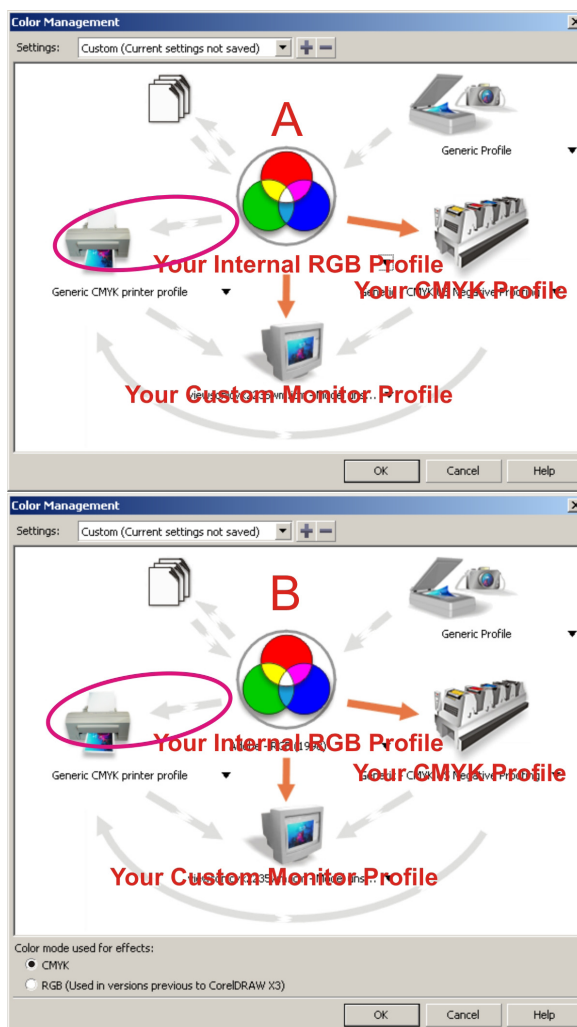 Color Management
Settings: Custom (Current settings not saved)
A
Generic Profile
Your Internal RGB Profile
Generic CMYK printer profile
Your CMYK Profile
Your Custom Monitor Profile
OK Cancel Help
Color Management
Settings: Custom (Current settings not saved)
B
Generic Profile
Your Internal RGB Profile
Generic CMYK printer profile
Your CMYK Profile
Your Custom Monitor Profile
Color mode used for effects:
CMYK
RGB (Used in versions previous to CorelDRAW X3)
OK Cancel Help